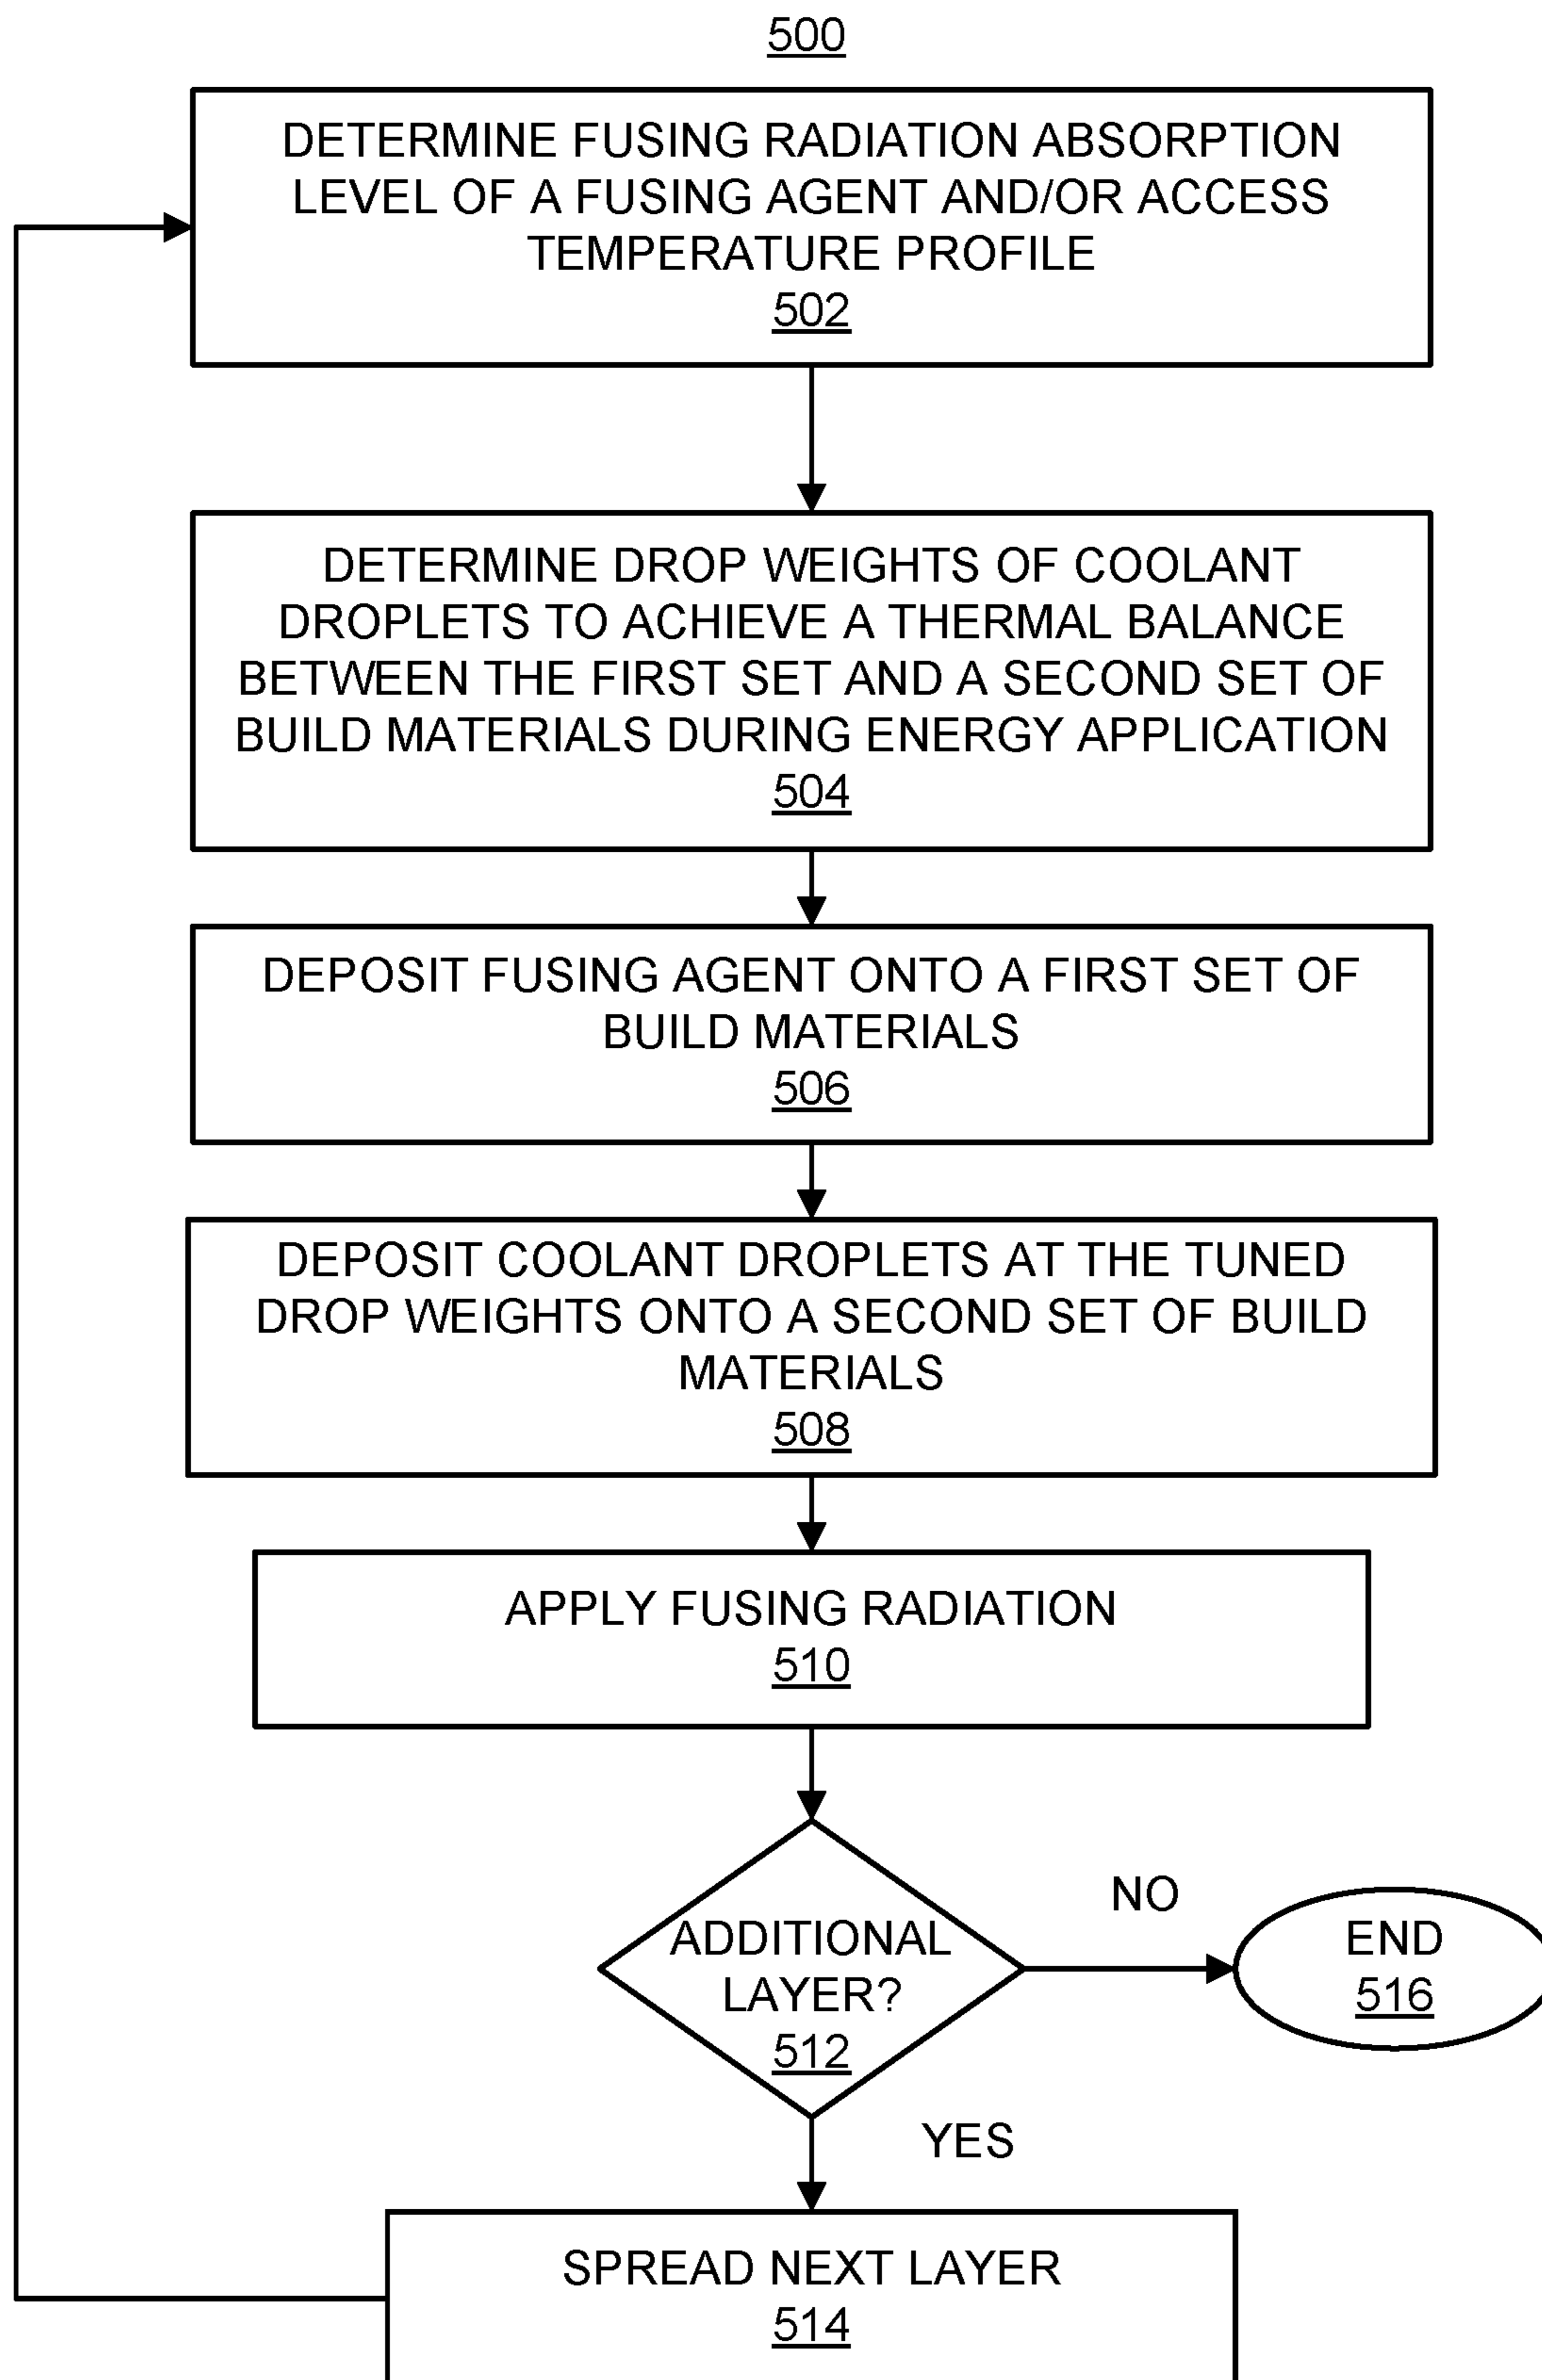 500
DETERMINE FUSING RADIATION ABSORPTION
LEVEL OF A FUSING AGENT AND/OR ACCESS
TEMPERATURE PROFILE
502
DETERMINE DROP WEIGHTS OF COOLANT
DROPLETS TO ACHIEVE A THERMAL BALANCE
BETWEEN THE FIRST SET AND A SECOND SET OF
BUILD MATERIALS DURING ENERGY APPLICATION
504
DEPOSIT FUSING AGENT ONTO A FIRST SET OF
BUILD MATERIALS
506
DEPOSIT COOLANT DROPLETS AT THE TUNED
DROP WEIGHTS ONTO A SECOND SET OF BUILD
MATERIALS
508
APPLY FUSING RADIATION
510
ADDITIONAL
LAYER?
512
NO
END
516
YES
SPREAD NEXT LAYER
514